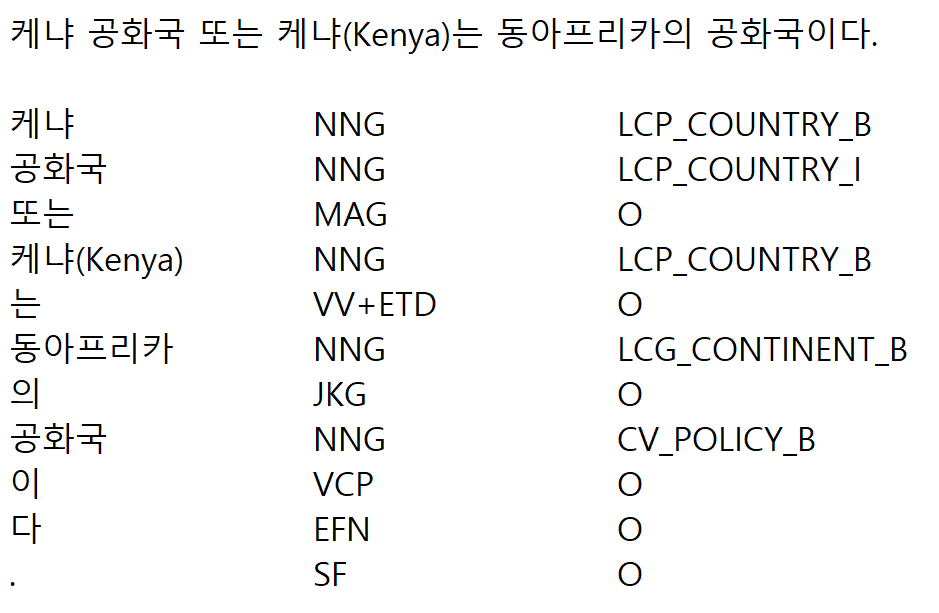 케냐 공화국 또는 케냐(Kenya)는 동아프리카의 공화국이다.
케냐 NNG LCP_COUNTRY_B
공화국 NNG LCP_COUNTRY_I
또는 MAG O
케냐(Kenya) NNG LCP_COUNTRY_B
는 VV+ETD O
동아프리카 NNG LCG_CONTINENT_B
의 JKG O
공화국 NNG CV_POLICY_B
이 VCP O
다 EFN O
. SF O